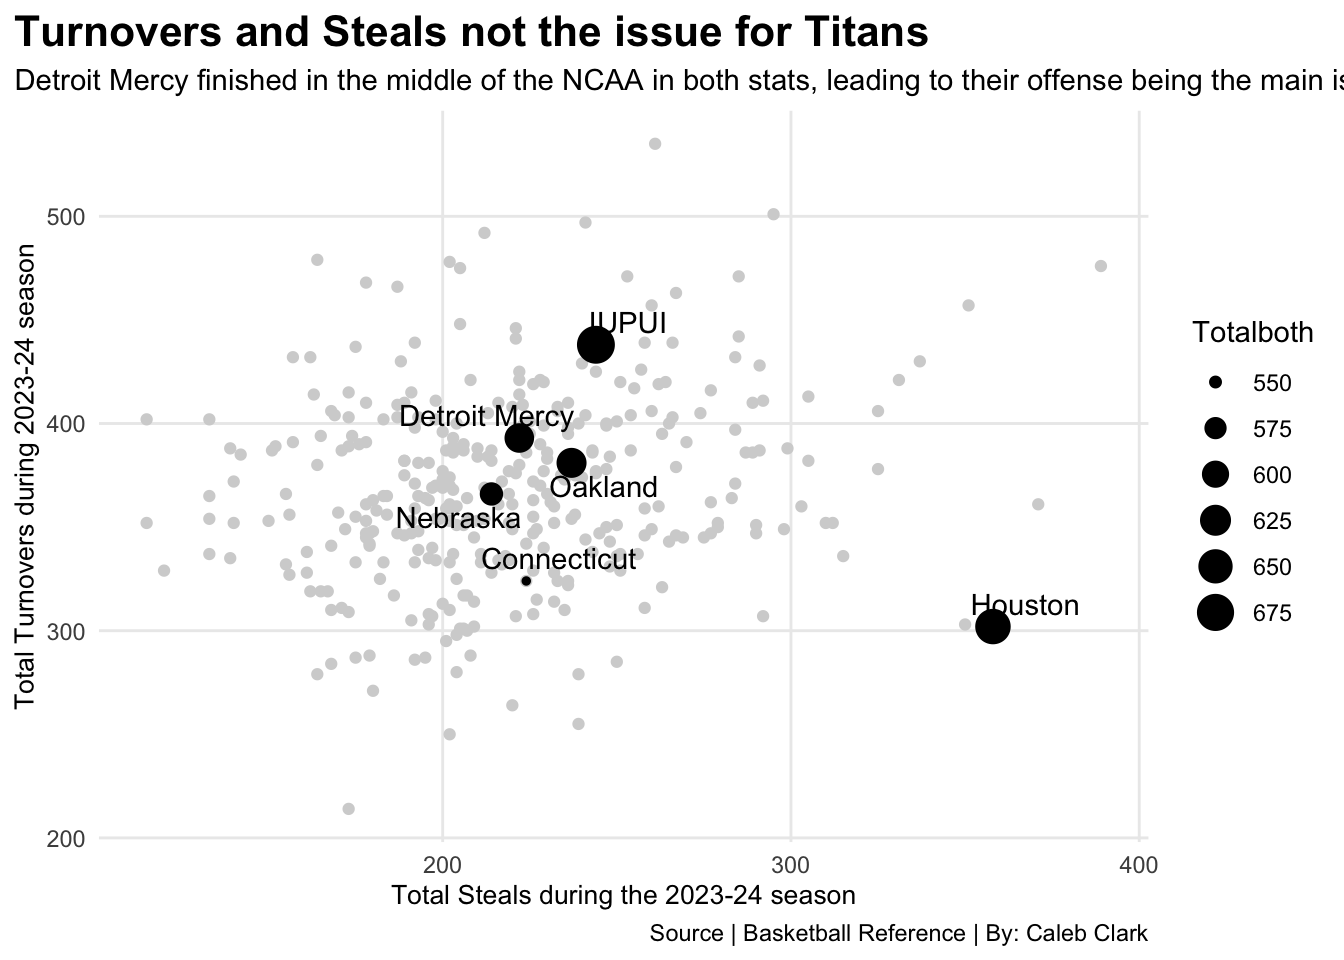 Turnovers and Steals not the issue for Titans
Detroit Mercy finished in the middle of the NCAA in both stats, leading to their offense being the main
Total Turnovers during 2023-24 season
500
400
300
200
IUPUI
Detroit Mercy
Oakland
Nebraska
Connecticut
Houston
200
300
400
Total Steals during the 2023-24 season
Totalboth
550
575
600
625
650
675
Source | Basketball Reference | By: Caleb Clark